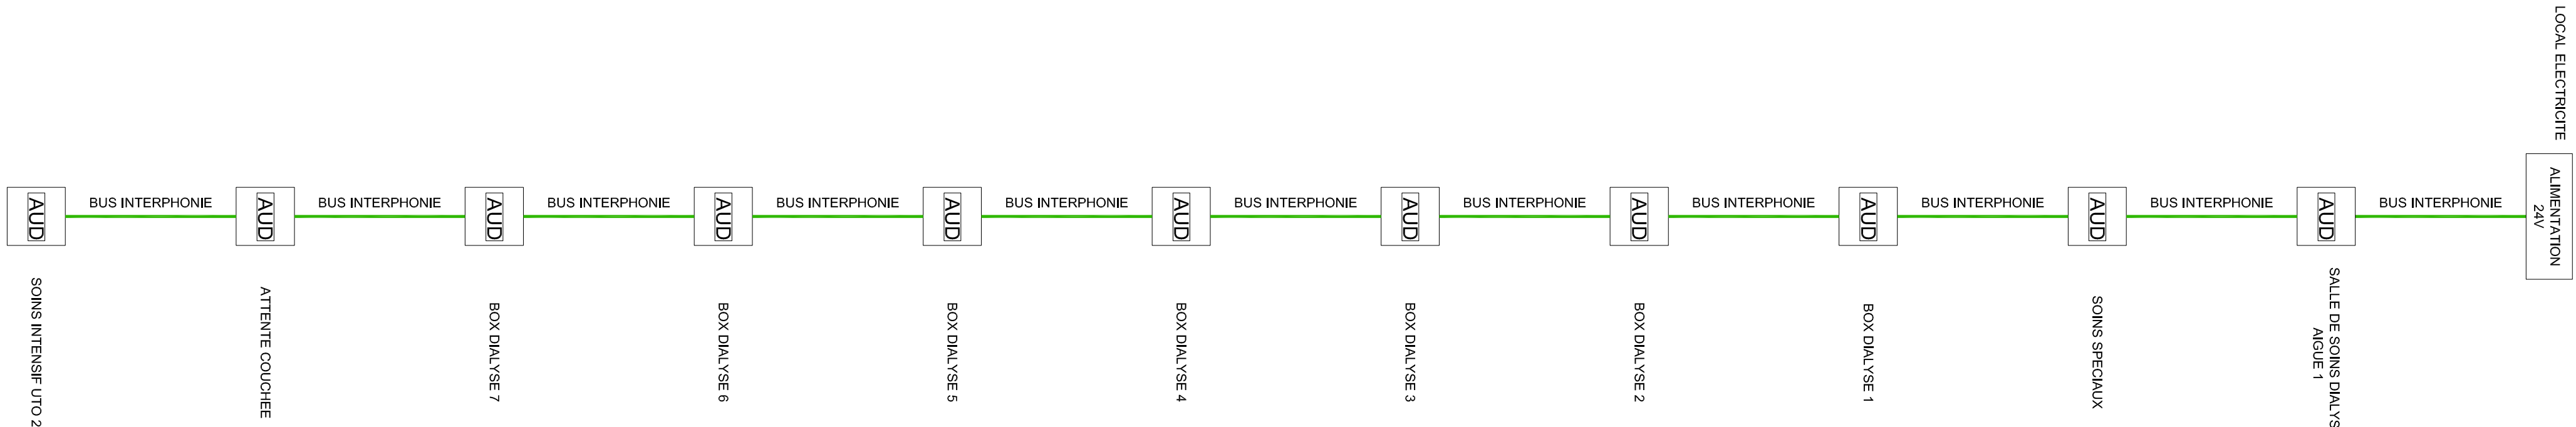 LOCAL ELECTRICITE
AUD
BUS INTERPHONIE
AUD
BUS INTERPHONIE
AUD
BUS INTERPHONIE
AUD
BUS INTERPHONIE
AUD
BUS INTERPHONIE
AUD
BUS INTERPHONIE
AUD
BUS INTERPHONIE
AUD
BUS INTERPHONIE
AUD
BUS INTERPHONIE
AUD
BUS INTERPHONIE
AUD
BUS INTERPHONIE
ALIMENTATION
24V
SOINS INTENSIF UTO 2
ATTENTE COUCHEE
BOX DIALYSE 7
BOX DIALYSE 6
BOX DIALYSE 5
BOX DIALYSE 4
BOX DIALYSE 3
BOX DIALYSE 2
BOX DIALYSE 1
SOINS SPECIAUX
SALLE DE SOINS DIALYS
AIGUE 1